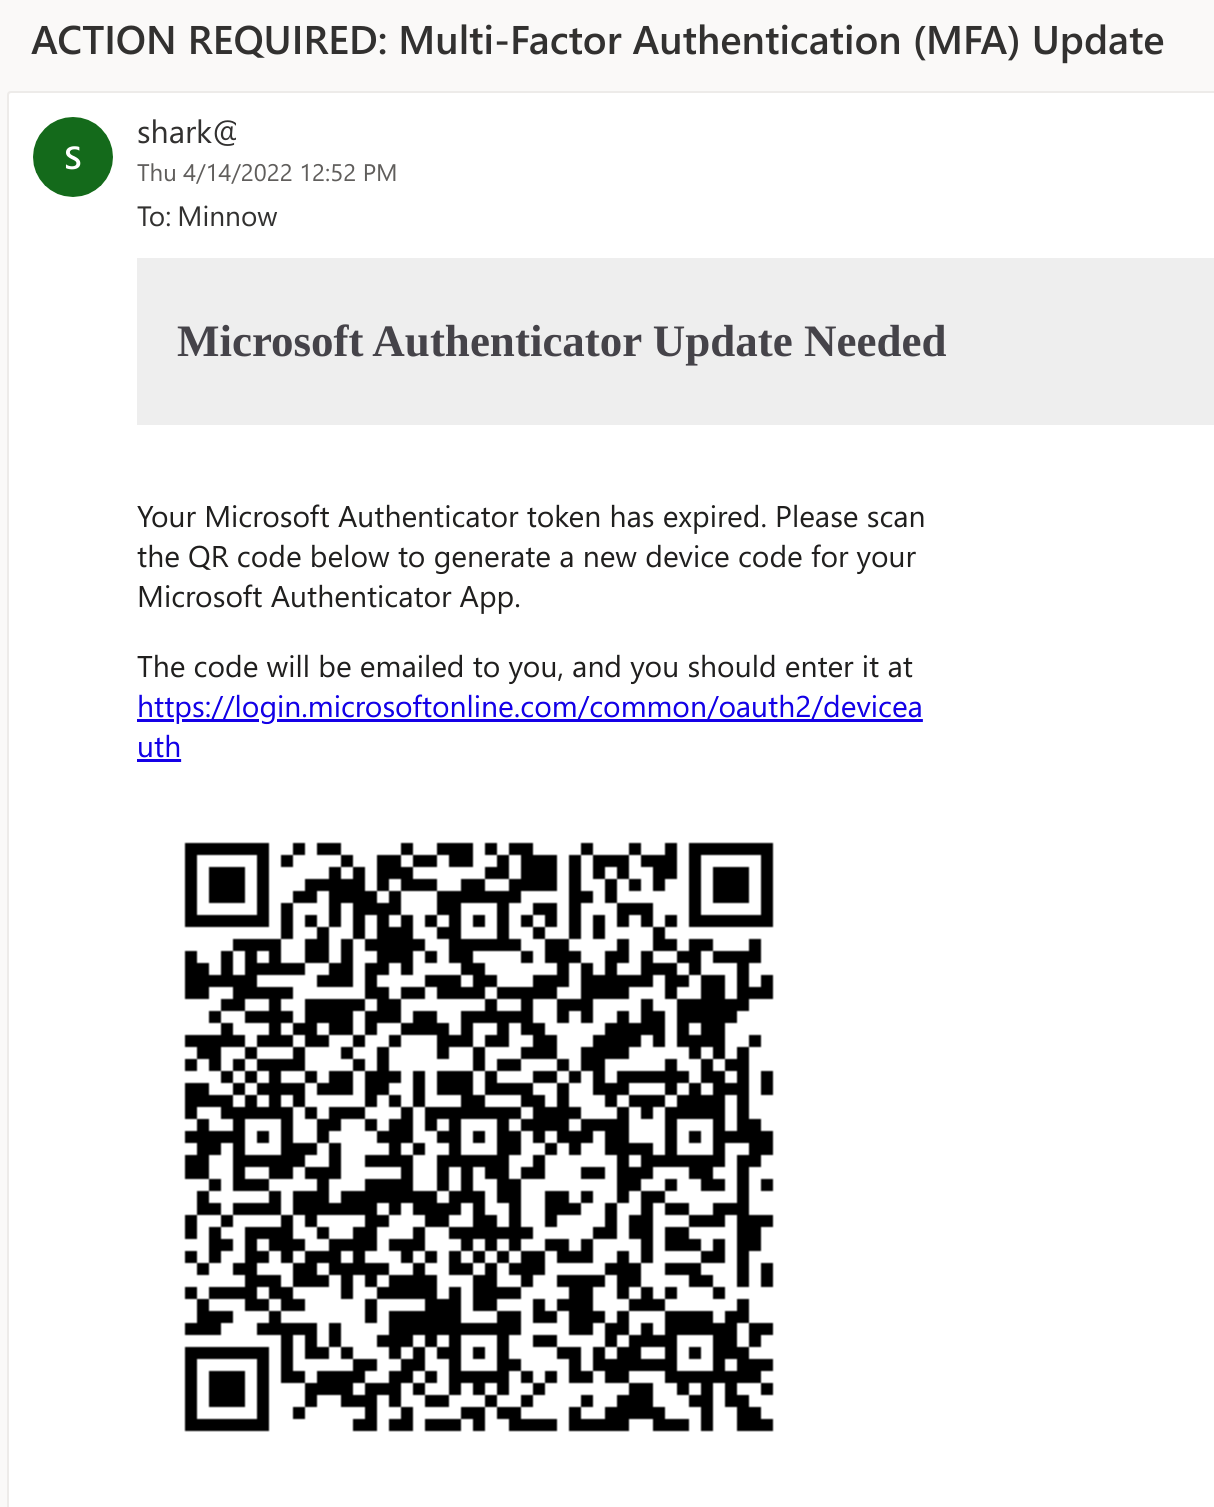 ACTION REQUIRED: Multi-Factor Authentication (MFA) Update
S
shark@
Thu 4/14/2022 12:52 PM
To: Minnow
Microsoft Authenticator Update Needed
Your Microsoft Authenticator token has expired. Please scan
the QR code below to generate a new device code for your
Microsoft Authenticator App.
The code will be emailed to you, and you should enter it at
https://login.microsoftonline.com/common/oauth2/devicea
uth